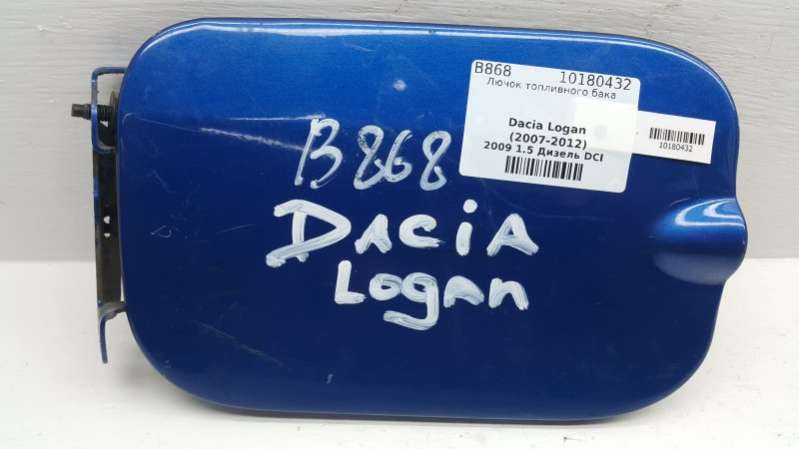 B868 10180432
Лючок топливного бака
Dacia Logan
(2007-2012)
2009 1.5 Дизель DCI
10180432
B868
DACiA
Logan